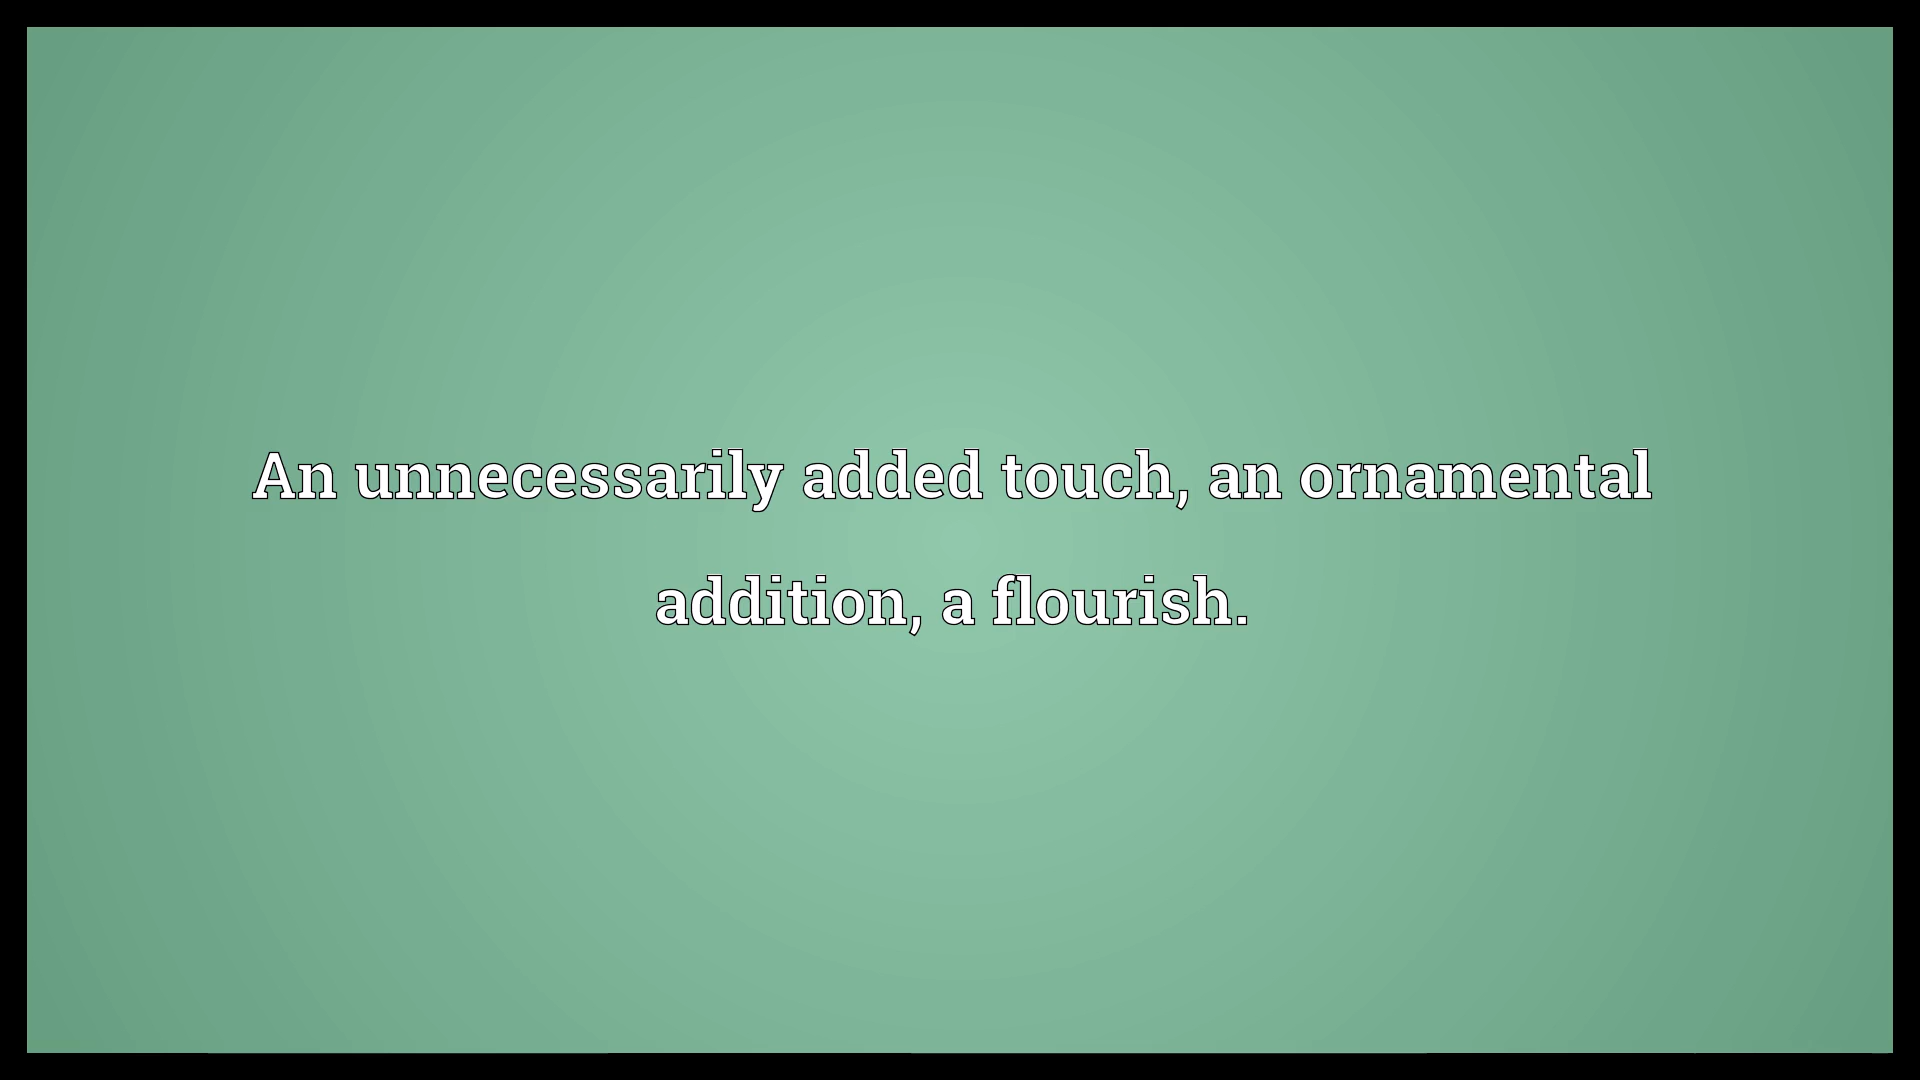 An unnecessarily added touch, an ornamental
addition, a flourish.